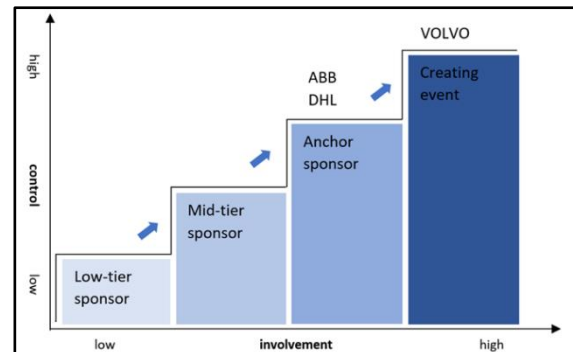 VOLVO
high
ABB
DHL
Creating
event
Anchor
sponsor
control
Mid-tier
sponsor
low
Low-tier
sponsor
low
involvement
high